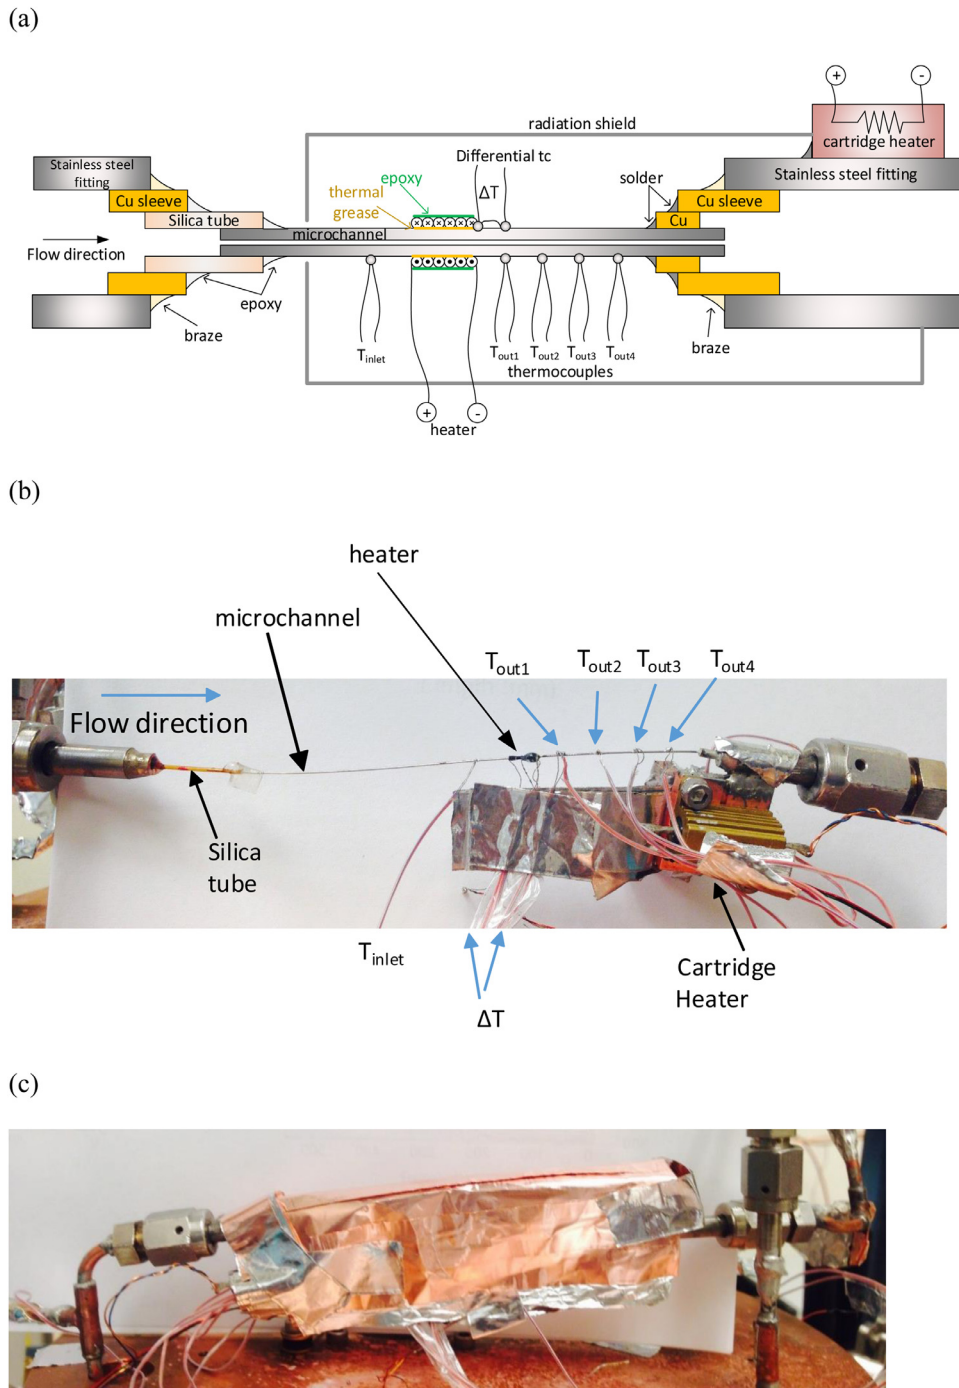 (a)
+
-
radiation shield
cartridge heater
Differential tc
Stainless steel
fitting
epoxy
ΔT
solder
Stainless steel fitting
thermal
grease
Cu sleeve
Cu sleeve
Silica tube
Cu
microchannel
Flow direction
epoxy
braze
Tinlet
Tout1
Tout2
Tout3
Tout4
braze
thermocouples
+
-
heater
(b)
heater
microchannel
Tout1
Tout2
Tout3
Tout4
Flow direction
Silica
tube
Tinlet
Cartridge
Heater
ΔT
(c)